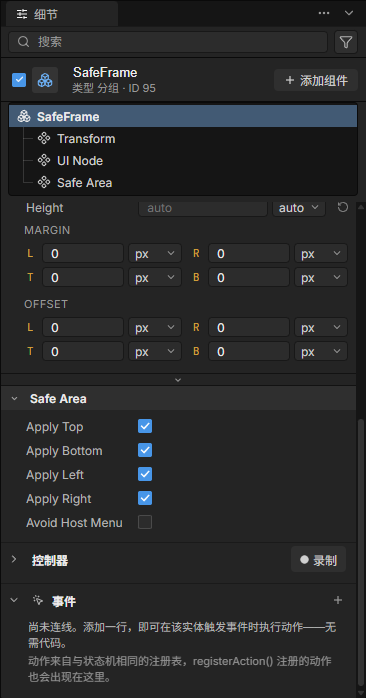 细节
搜索
SafeFrame
类型 分组 · ID 95
+ 添加组件
SafeFrame
Transform
UI Node
Safe Area
Height auto auto
MARGIN
L 0 px R 0 px
T 0 px B 0 px
OFFSET
L 0 px R 0 px
T 0 px B 0 px
Safe Area
Apply Top
Apply Bottom
Apply Left
Apply Right
Avoid Host Menu
控制器 录制
事件 +
尚未连线。添加一行，即可在该实体触发事件时执行动作——无
需代码。
动作来自与状态机相同的注册表，registerAction() 注册的动作
也会出现在这里。